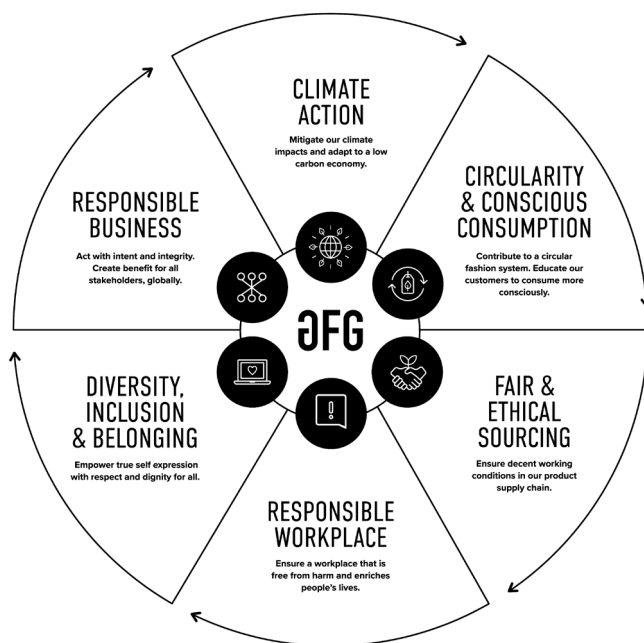 CLIMATE
ACTION
Mitigate our climate
impacts and adapt to a low
carbon economy.
CIRCULARITY
& CONSCIOUS
CONSUMPTION
Contribute to a circular
fashion system. Educate our
customers to consume more
consciously.
FAIR &
ETHICAL
SOURCING
Ensure decent working
conditions in our product
supply chain.
RESPONSIBLE
WORKPLACE
Ensure a workplace that is
free from harm and enriches
people's lives.
DIVERSITY,
INCLUSION
& BELONGING
Empower true self expression
with respect and dignity for all.
RESPONSIBLE
BUSINESS
Act with intent and integrity.
Create benefit for all
stakeholders, globally.
GFG